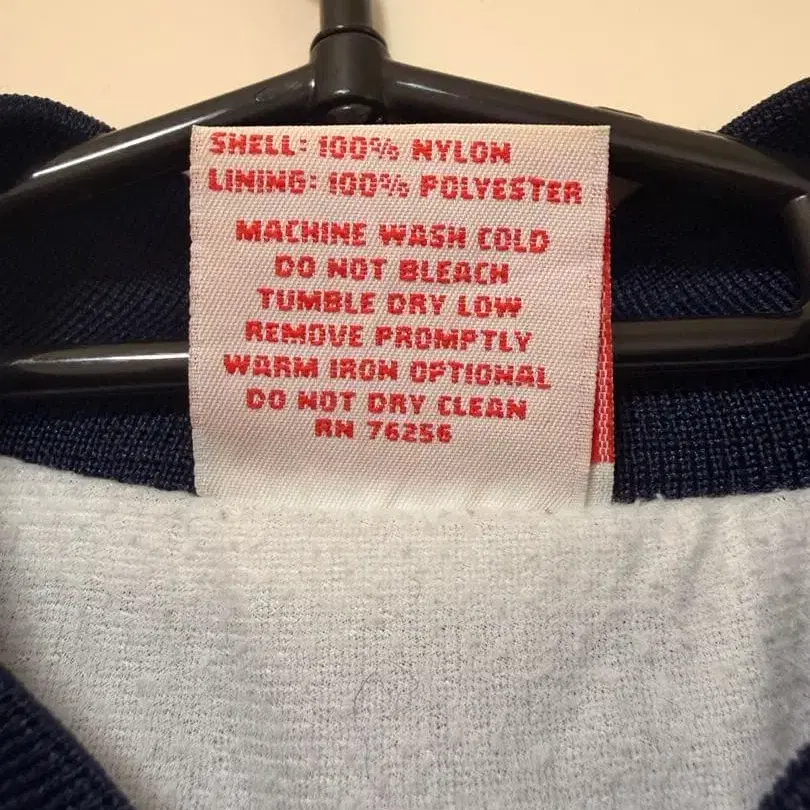 SHELL: 100% NYLON
LINING: 100% POLYESTER
MACHINE WASH COLD
DO NOT BLEACH
TUMBLE DRY LOW
REMOVE PROMPTLY
WARM IRON OPTIONAL
DO NOT DRY CLEAN
RN 76256